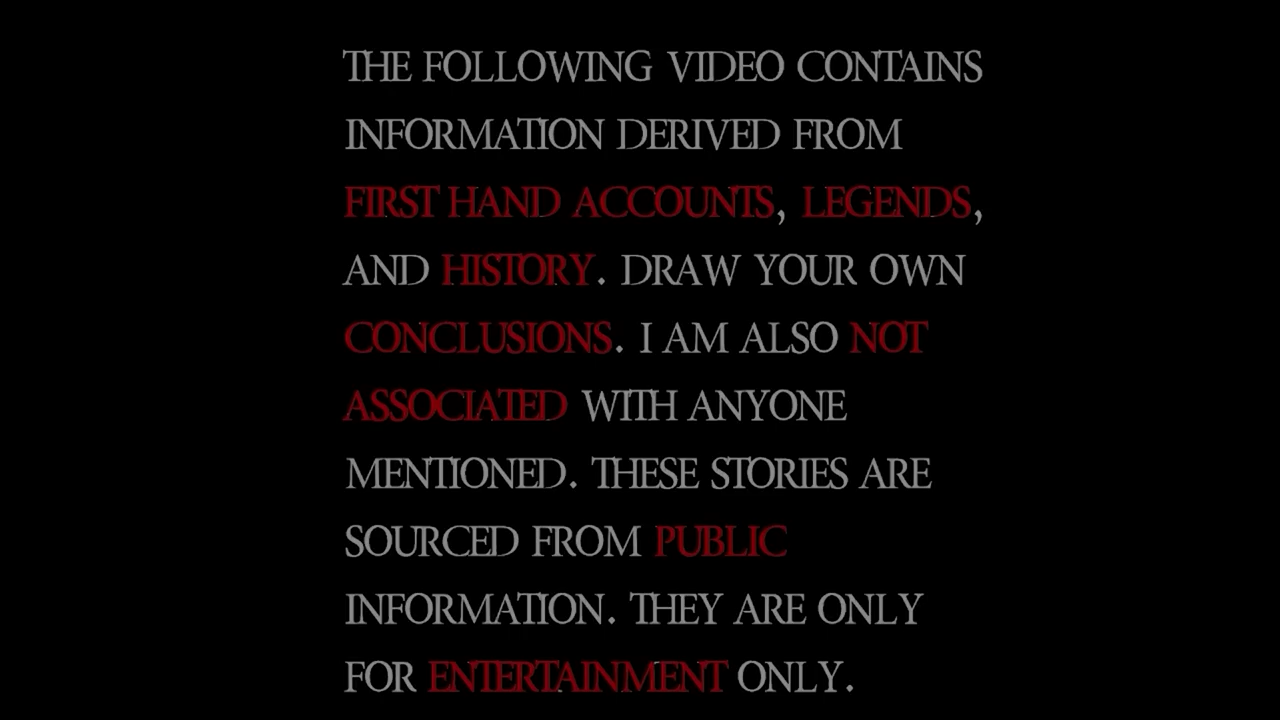 THE FOLLOWING VIDEO CONTAINS
INFORMATION DERIVED FROM
FIRST HAND ACCOUNTS, LEGENDS,
AND HISTORY. DRAW YOUR OWN
CONCLUSIONS. I AM ALSO NOT
ASSOCIATED WITH ANYONE
MENTIONED. THESE STORIES ARE
SOURCED FROM PUBLIC
INFORMATION. THEY ARE ONLY
FOR ENTERTAINMENT ONLY.